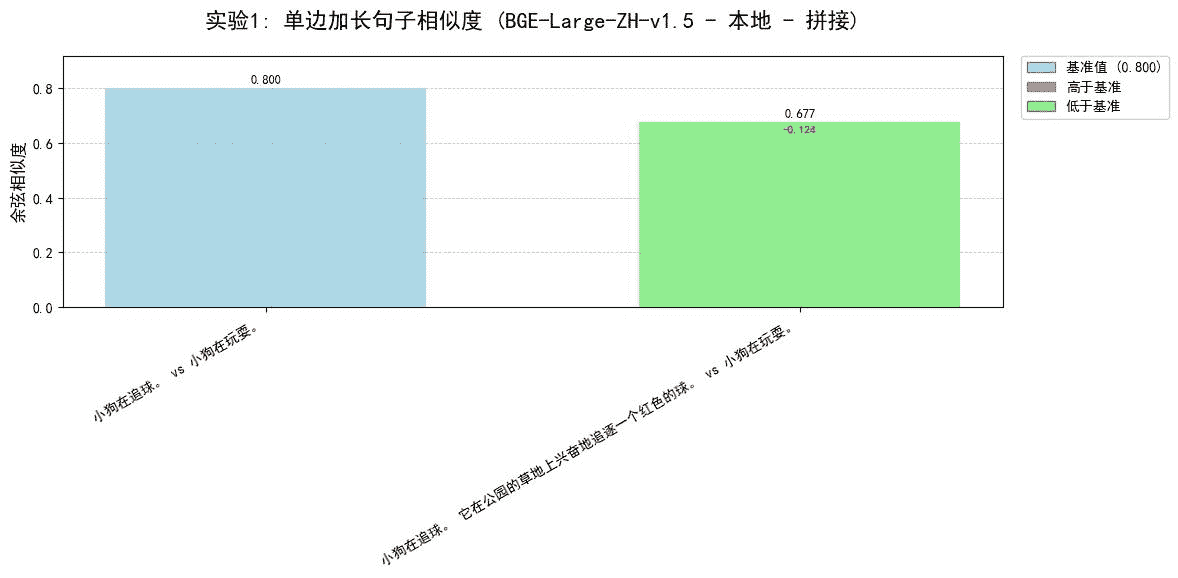 实验1: 单边加长句子相似度 (BGE-Large-ZH-v1.5 - 本地 - 拼接)
基准值 (0.800)
高于基准
低于基准
余弦相似度
0.8
0.6
0.4
0.2
0.0
0.800
0.677
-0.124
小狗在追球。 vs 小狗在玩耍。
小狗在追球。 它在公园的草地上兴奋地追逐一个红色的球。 vs 小狗在玩耍。